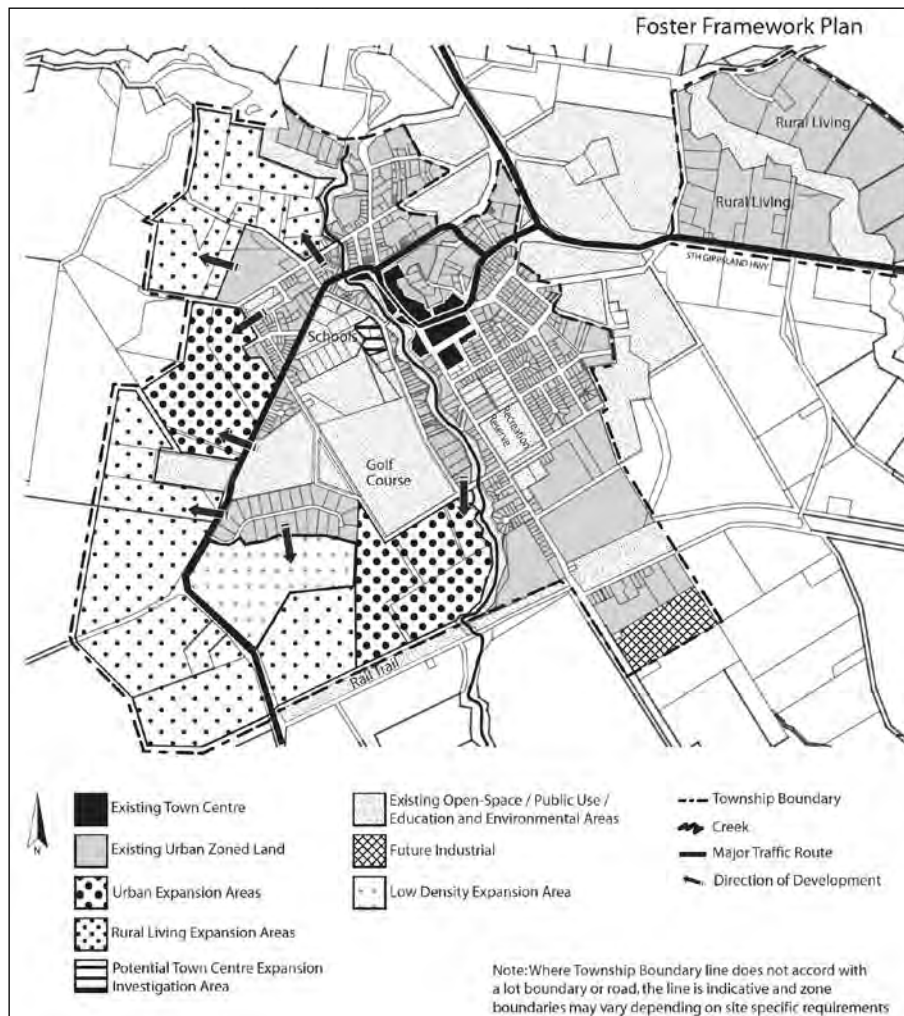 Foster Framework Plan
Rural Living
Rural Living
STH GIPPSLAND HWY
Schools
Recreation
Reserve
Golf
Course
Rail Trail
N
Existing Town Centre
Existing Urban Zoned Land
Urban Expansion Areas
Rural Living Expansion Areas
Potential Town Centre Expansion
Investigation Area
Existing Open-Space / Public Use /
Education and Environmental Areas
Future Industrial
Low Density Expansion Area
Township Boundary
Creek
Major Traffic Route
Direction of Development
Note: Where Township Boundary line does not accord with
a lot boundary or road, the line is indicative and zone
boundaries may vary depending on site specific requirements